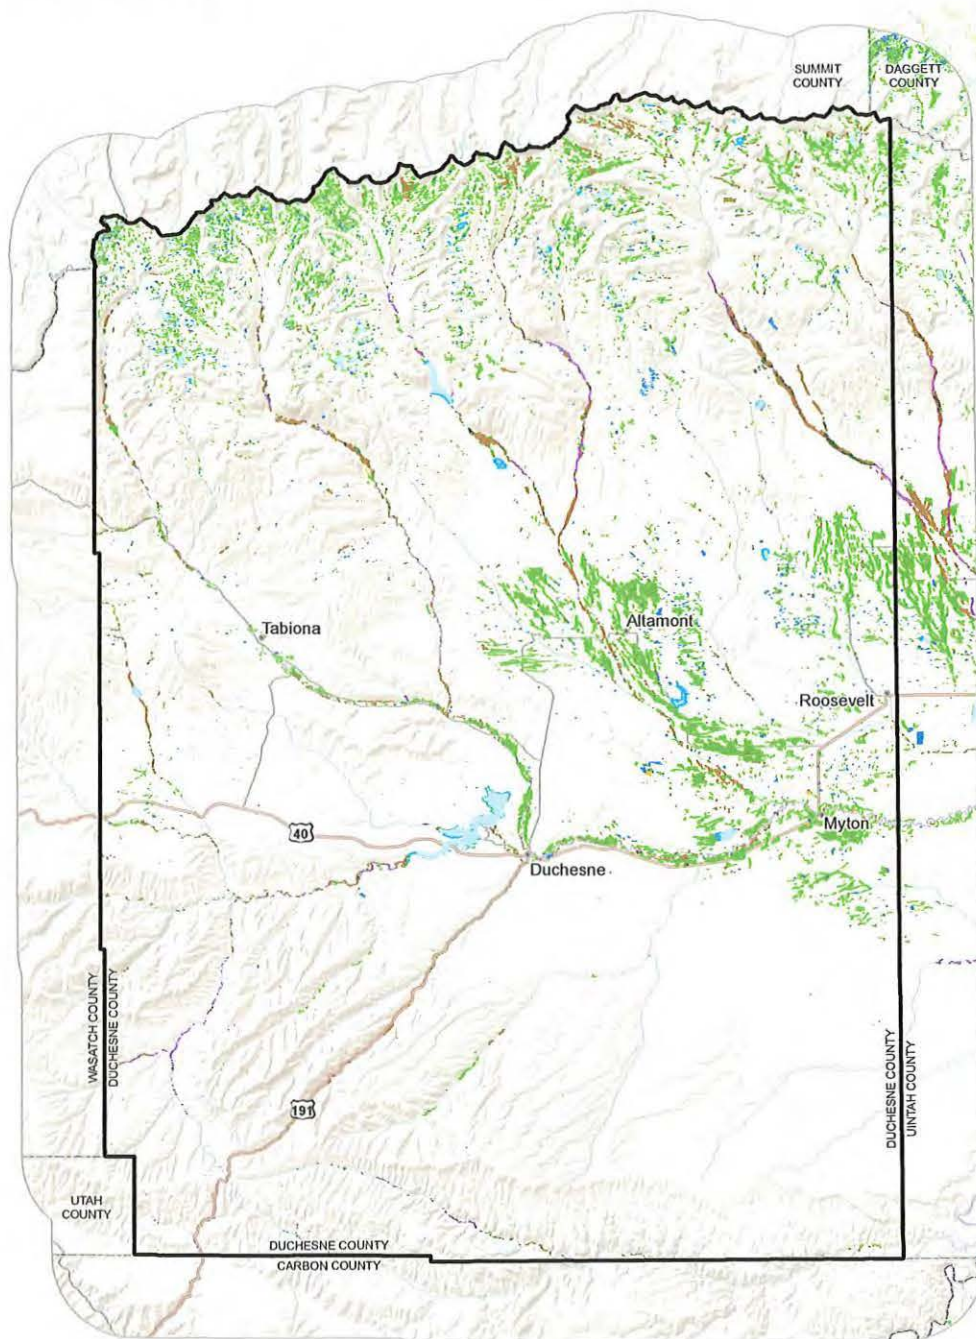 SUMMIT
COUNTY
DAGGETT
COUNTY
Tabiona
Altamont
Roosevelt
40
Myton
Duchesne
WASATCH COUNTY
DUCHESNE COUNTY
DUCHESNE COUNTY
UINTAH COUNTY
191
UTAH
COUNTY
DUCHESNE COUNTY
CARBON COUNTY